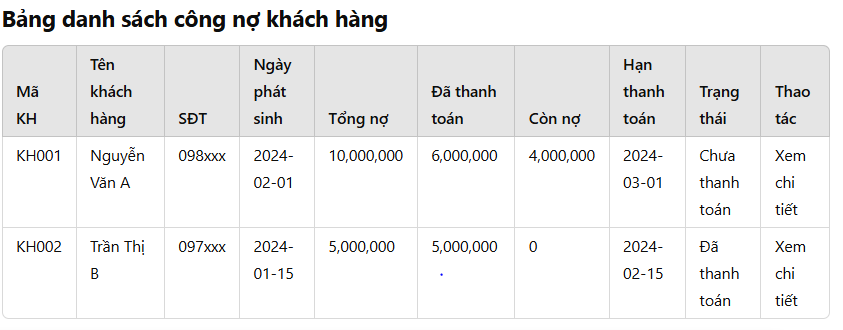 Bảng danh sách công nợ khách hàng
Mã KH | Tên khách hàng | SĐT | Ngày phát sinh | Tổng nợ | Đã thanh toán | Còn nợ | Hạn thanh toán | Trạng thái | Thao tác
KH001 | Nguyễn Văn A | 098xxx | 2024-02-01 | 10,000,000 | 6,000,000 | 4,000,000 | 2024-03-01 | Chưa thanh toán | Xem chi tiết
KH002 | Trần Thị B | 097xxx | 2024-01-15 | 5,000,000 | 5,000,000 | 0 | 2024-02-15 | Đã thanh toán | Xem chi tiết